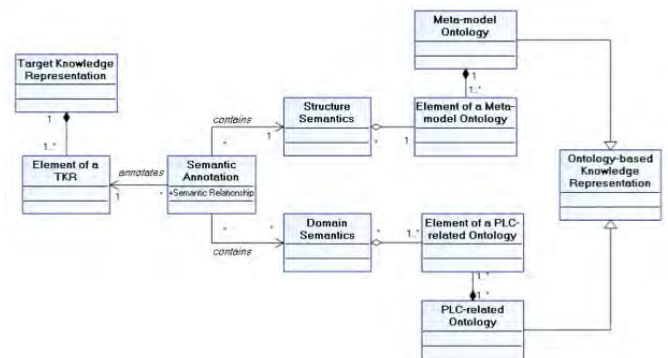 Meta-model
Ontology
Target Knowledge
Representation
1
1
1..*
contains
Structure
Semantics
Element of a Meta-
model Ontology
*
1
*
1
1..*
Element of a
TKR
annotates
Semantic
Annotation
+Semantic Relationship
1
*
Ontology-based
Knowledge
Representation
*
*
contains
Domain
Semantics
*
1..*
Element of a PLC-
related Ontology
1..*
1..*
PLC-related
Ontology